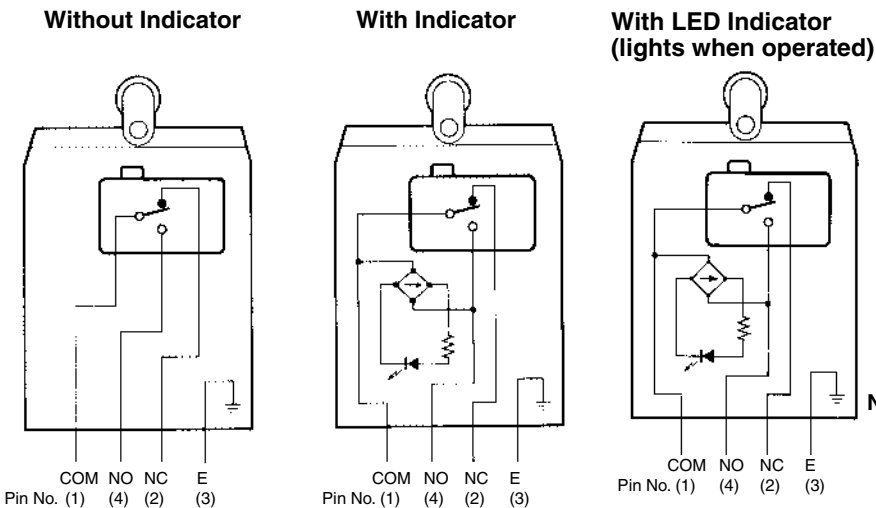 Without Indicator
With Indicator
With LED Indicator
(lights when operated)
COM NO NC E
Pin No. (1) (4) (2) (3)
COM NO NC E
Pin No. (1) (4) (2) (3)
COM NO NC E
Pin No. (1) (4) (2) (3)
N